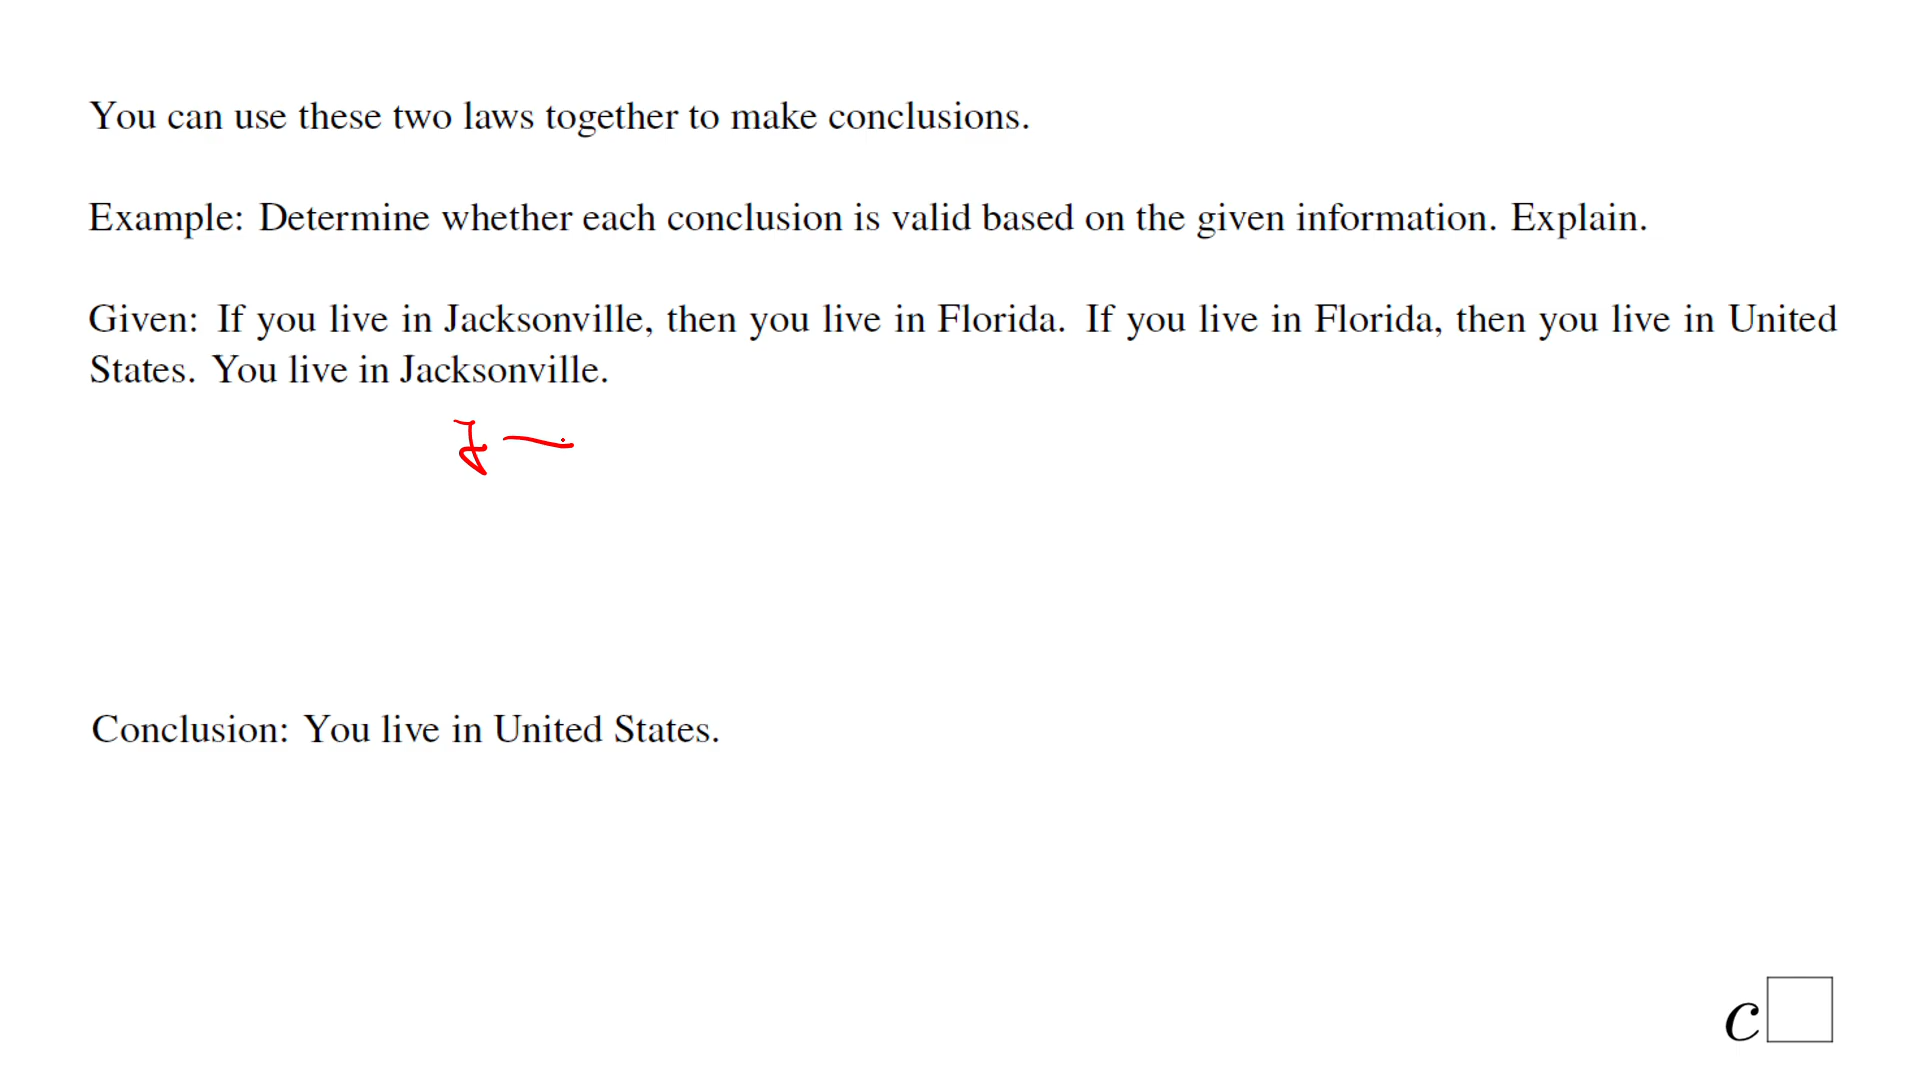 You can use these two laws together to make conclusions.
Example: Determine whether each conclusion is valid based on the given information. Explain.
Given: If you live in Jacksonville, then you live in Florida. If you live in Florida, then you live in United
States. You live in Jacksonville.
Conclusion: You live in United States.
c